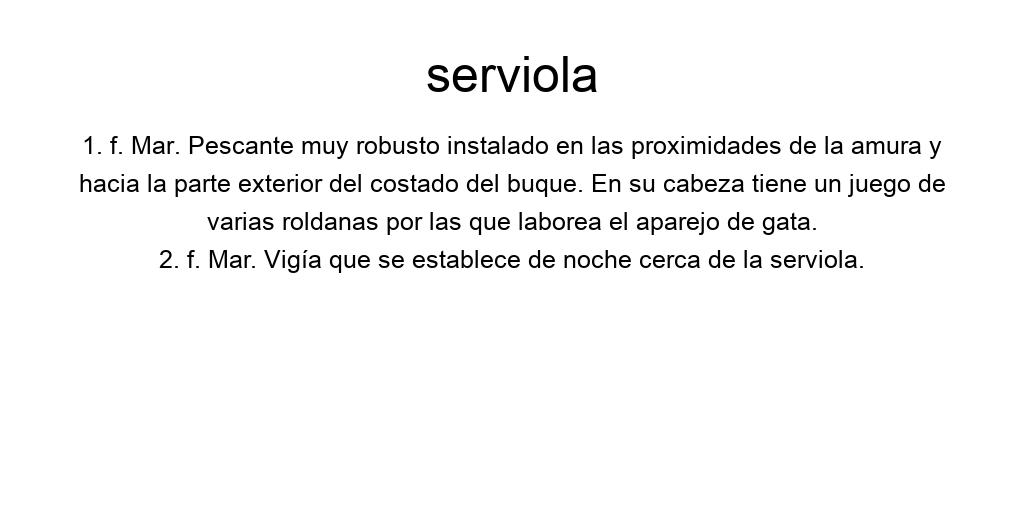 serviola
1. f. Mar. Pescante muy robusto instalado en las proximidades de la amura y
hacia la parte exterior del costado del buque. En su cabeza tiene un juego de
varias roldanas por las que laborea el aparejo de gata.
2. f. Mar. Vigía que se establece de noche cerca de la serviola.